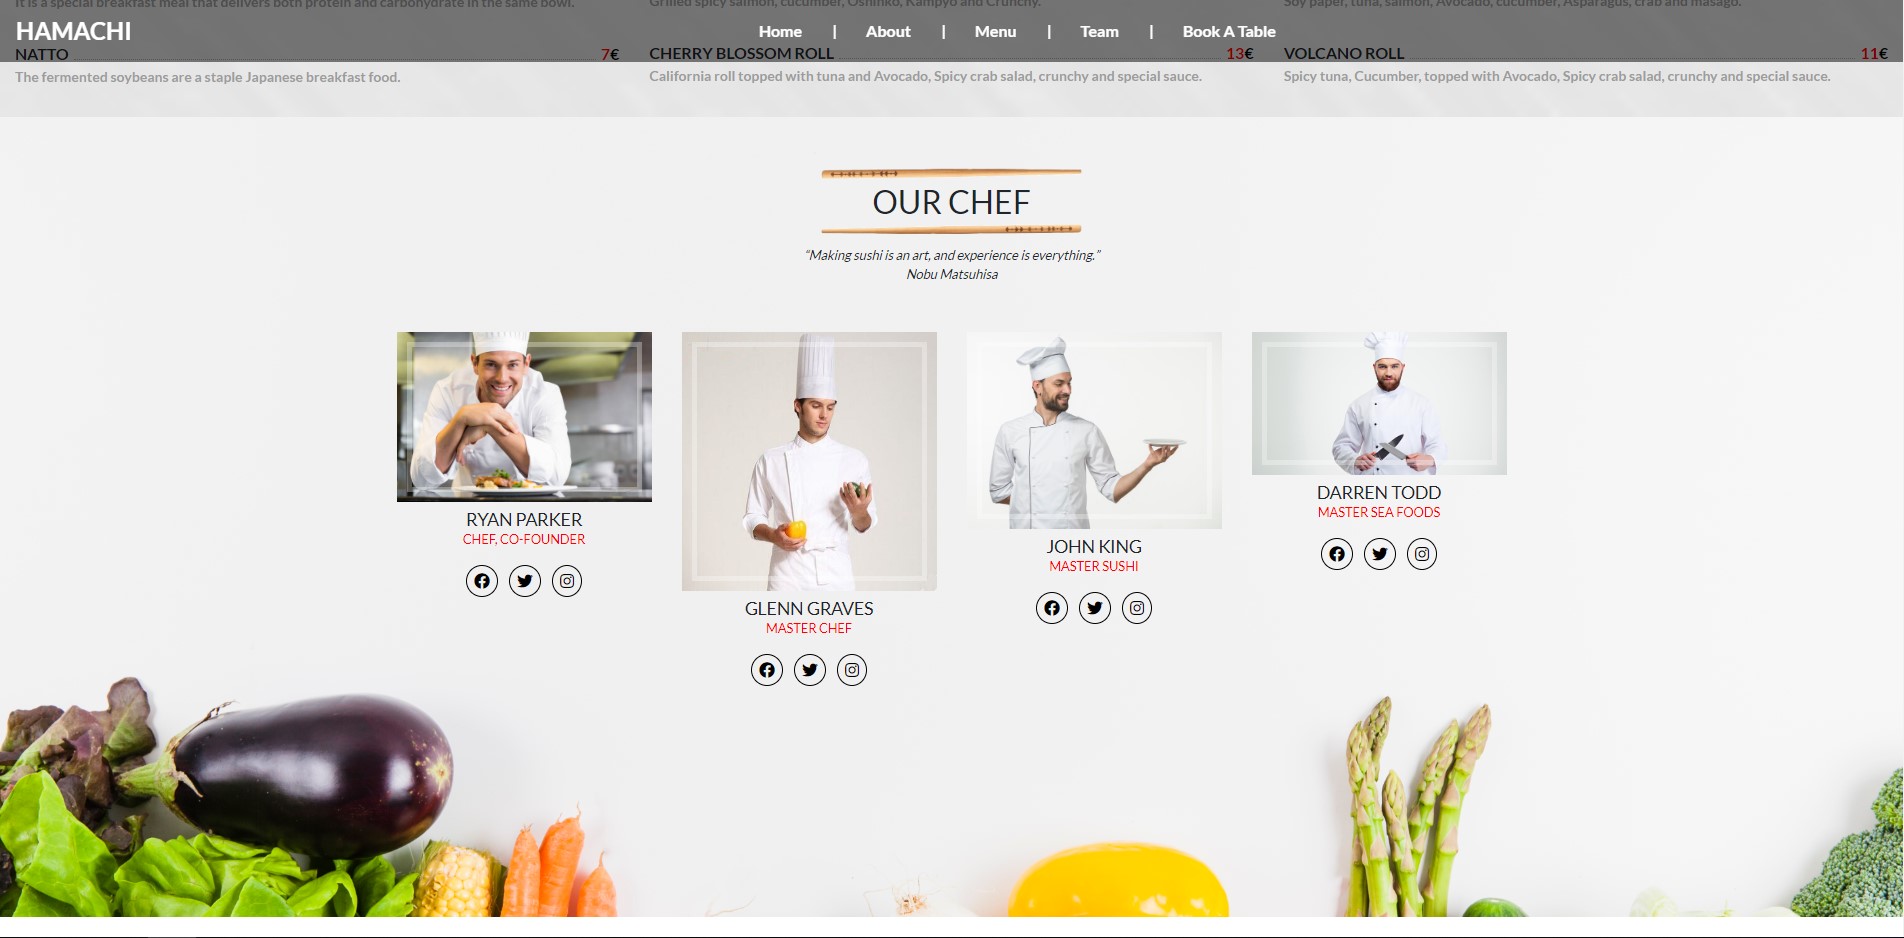 It is a special breakfast meal that delivers both protein and carbohydrate in the same bowl.
Grilled spicy salmon, cucumber, Oshinko, Kampyo and Crunchy.
Soy paper, tuna, salmon, Avocado, cucumber, Asparagus, crab and masago.
HAMACHI
Home | About | Menu | Team | Book A Table
NATTO 7€
The fermented soybeans are a staple Japanese breakfast food.
CHERRY BLOSSOM ROLL 13€
California roll topped with tuna and Avocado, Spicy crab salad, crunchy and special sauce.
VOLCANO ROLL 11€
Spicy tuna, Cucumber, topped with Avocado, Spicy crab salad, crunchy and special sauce.
OUR CHEF
“Making sushi is an art, and experience is everything.”
Nobu Matsuhisa
RYAN PARKER
CHEF, CO-FOUNDER
GLENN GRAVES
MASTER CHEF
JOHN KING
MASTER SUSHI
DARREN TODD
MASTER SEA FOODS